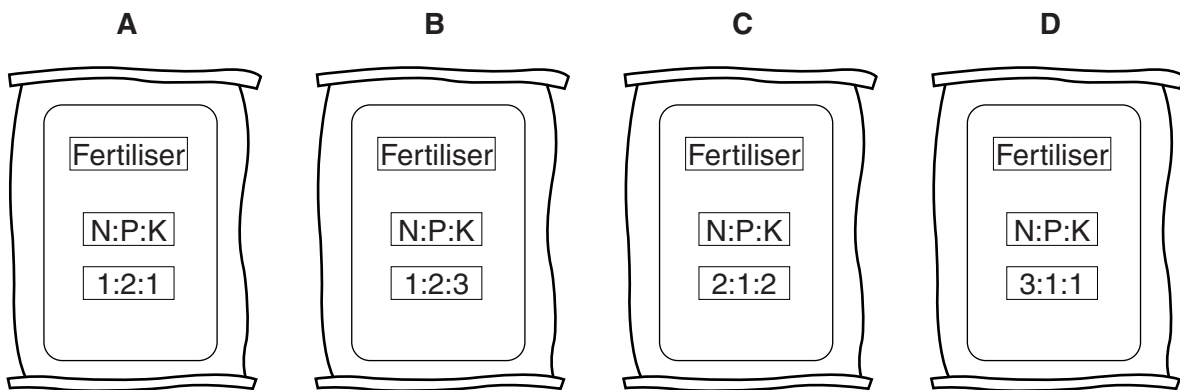 A B C D
Fertiliser Fertiliser Fertiliser Fertiliser
N:P:K N:P:K N:P:K N:P:K
1:2:1 1:2:3 2:1:2 3:1:1